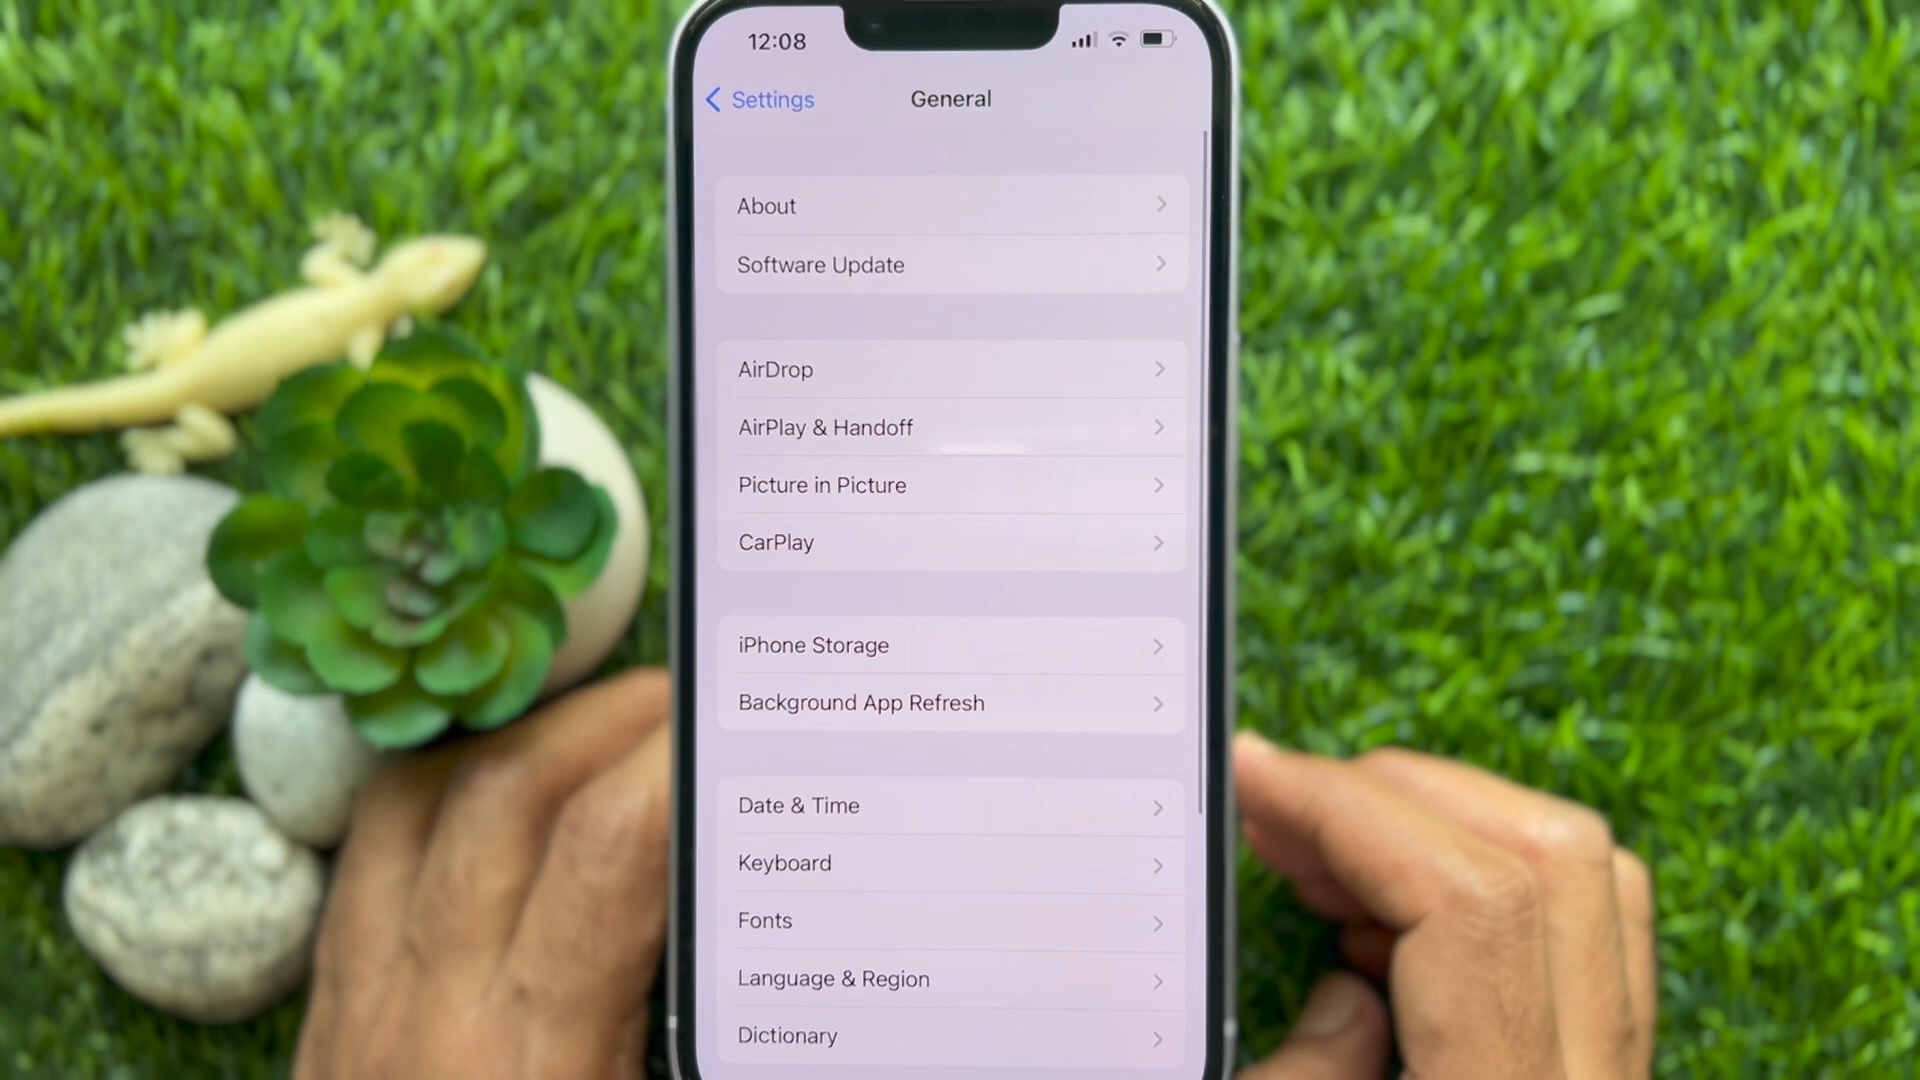 12:08
Settings
General
About
Software Update
AirDrop
AirPlay & Handoff
Picture in Picture
CarPlay
iPhone Storage
Background App Refresh
Date & Time
Keyboard
Fonts
Language & Region
Dictionary